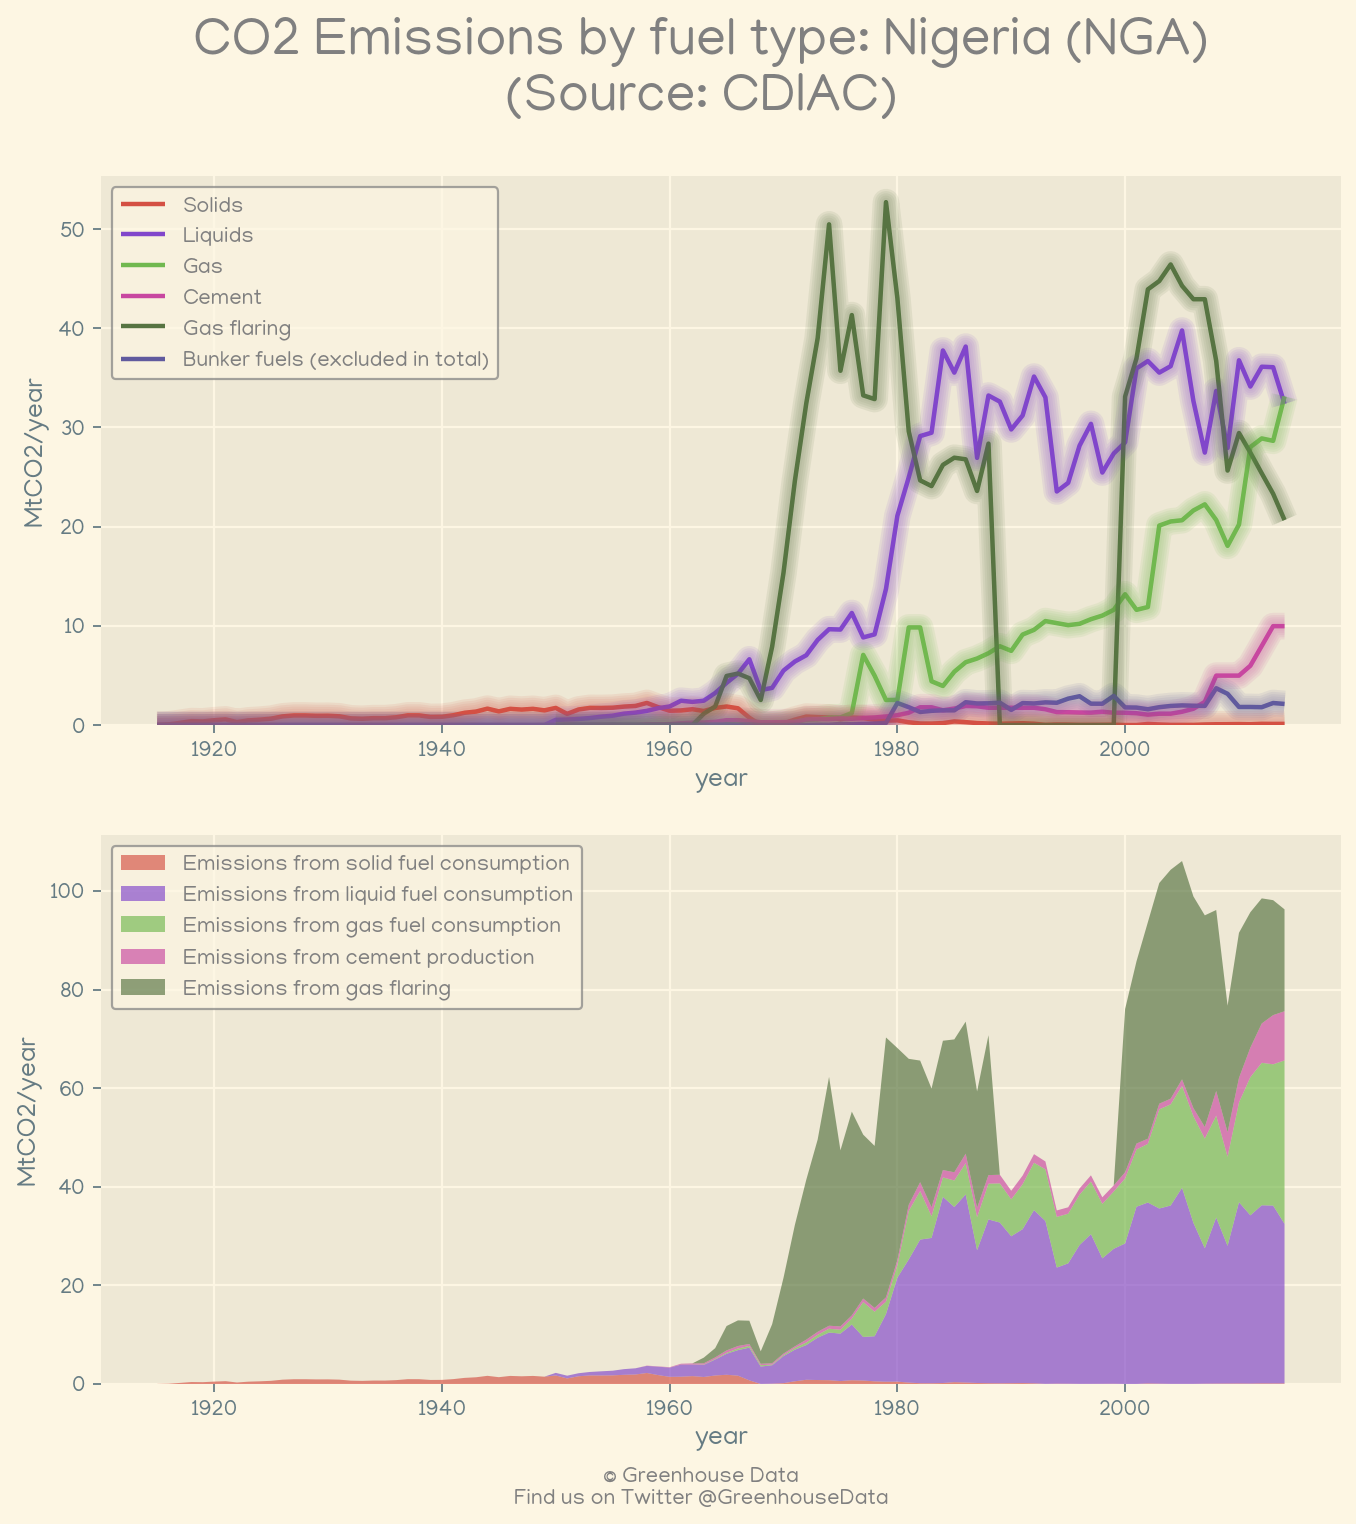 CO2 Emissions by fuel type: Nigeria (NGA)
(Source: CDIAC)
Solids
Liquids
Gas
Cement
Gas flaring
Bunker fuels (excluded in total)
MtCO2/year
50
40
30
20
10
0
1920 1940 1960 1980 2000
year
Emissions from solid fuel consumption
Emissions from liquid fuel consumption
Emissions from gas fuel consumption
Emissions from cement production
Emissions from gas flaring
MtCO2/year
100
80
60
40
20
0
1920 1940 1960 1980 2000
year
© Greenhouse Data
Find us on Twitter @GreenhouseData